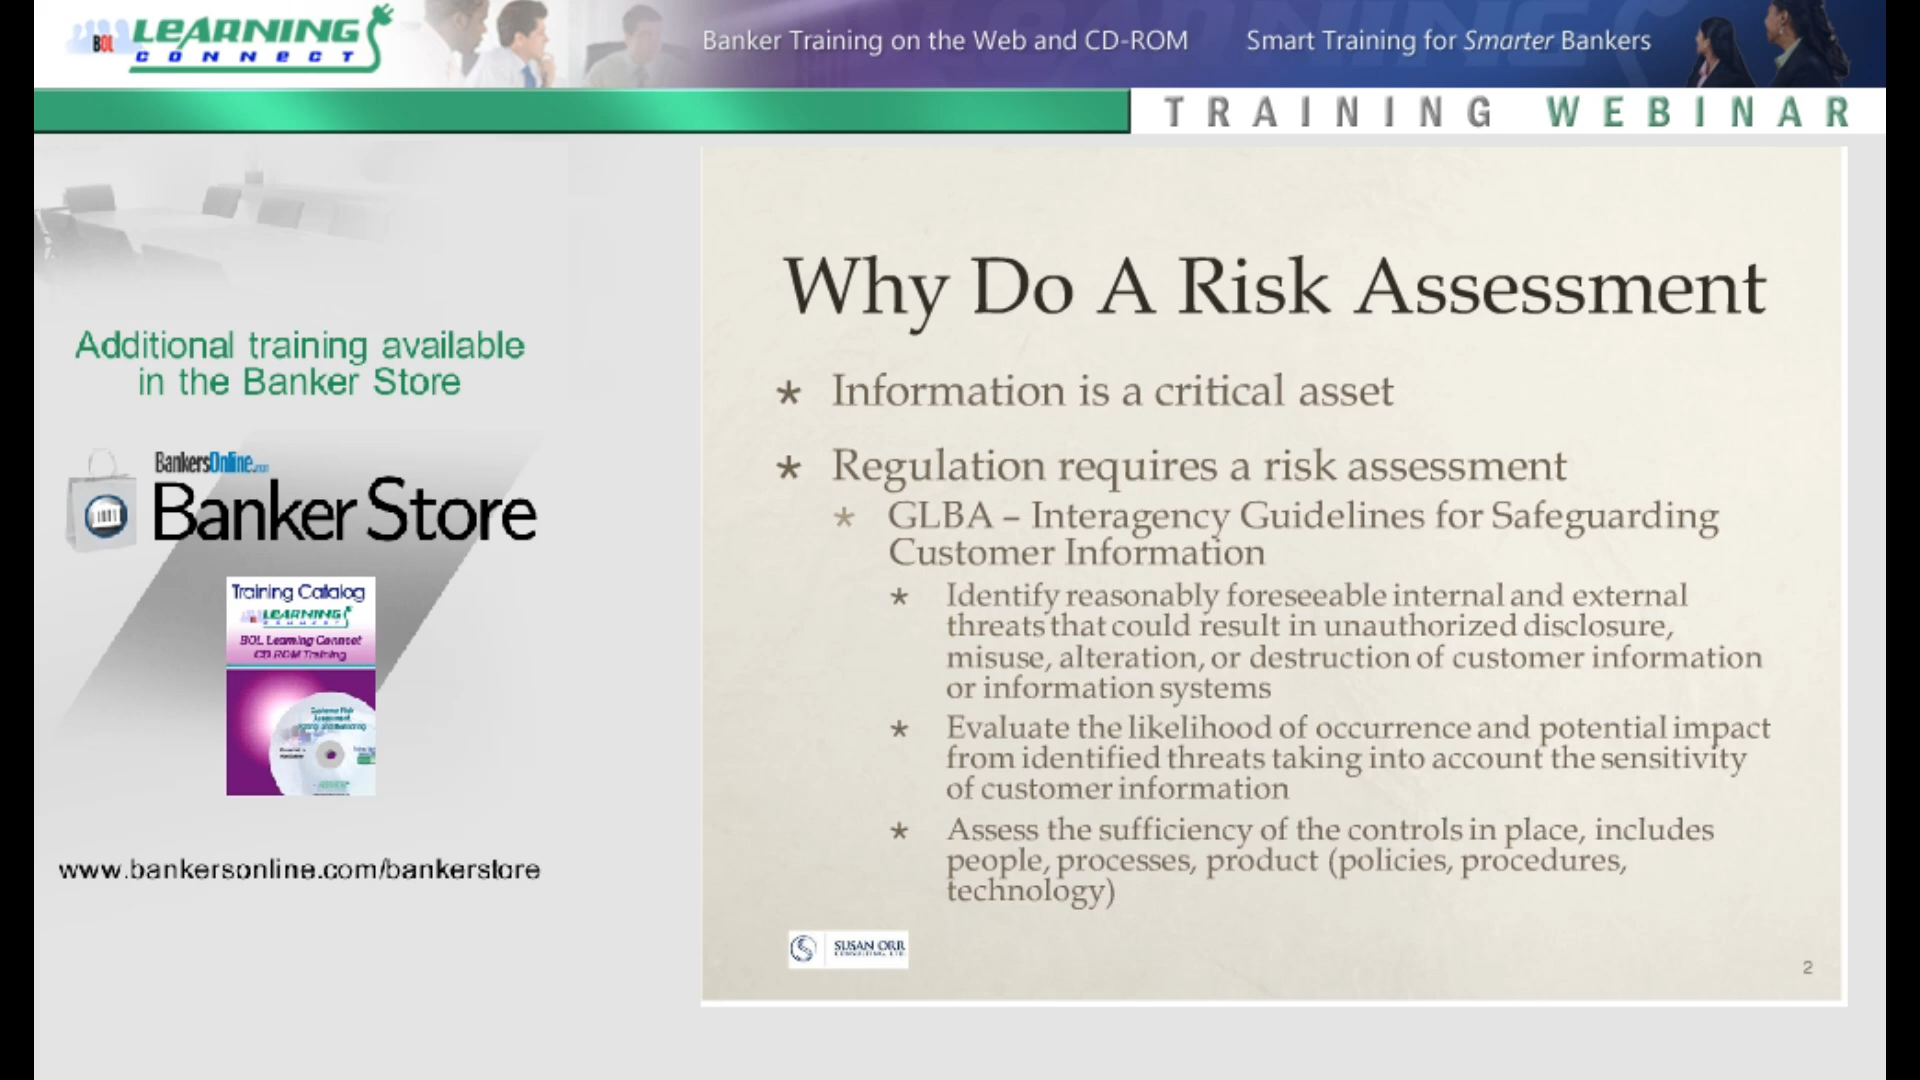 BOL LEARNING
CONNECT
Banker Training on the Web and CD-ROM
Smart Training for Smarter Bankers
TRAINING WEBINAR
Additional training available
in the Banker Store
BankersOnline.com
Banker Store
Training Catalog
LEARNING
BOL Learning Connect
CD ROM Training
www.bankersonline.com/bankerstore
Why Do A Risk Assessment
* Information is a critical asset
* Regulation requires a risk assessment
* GLBA – Interagency Guidelines for Safeguarding
Customer Information
* Identify reasonably foreseeable internal and external
threats that could result in unauthorized disclosure,
misuse, alteration, or destruction of customer information
or information systems
* Evaluate the likelihood of occurrence and potential impact
from identified threats taking into account the sensitivity
of customer information
* Assess the sufficiency of the controls in place, includes
people, processes, product (policies, procedures,
technology)
SUSAN ORR
CONSULTING, LTD.
2